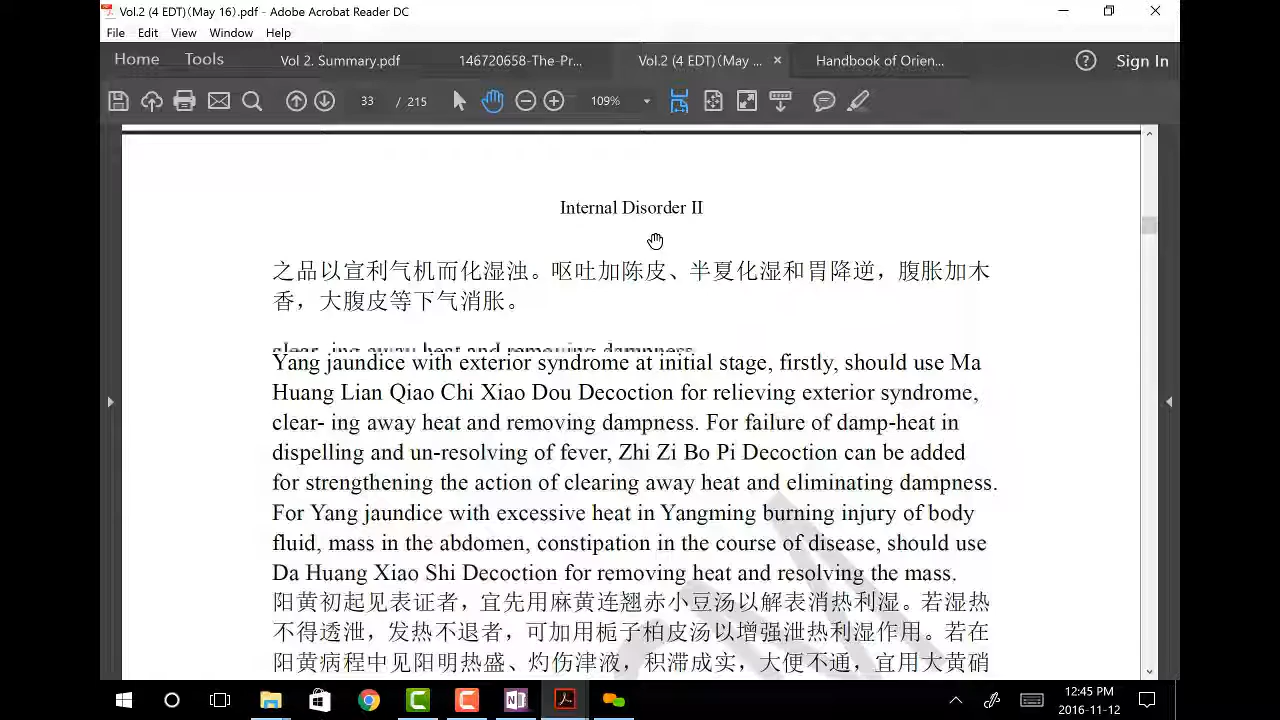 Vol.2 (4 EDT)(May 16).pdf - Adobe Acrobat Reader DC
File Edit View Window Help
Home Tools Vol 2. Summary.pdf 146720658-The-Pr... Vol.2 (4 EDT)(May ... × Handbook of Orien... Sign In
33 / 215 109%
Internal Disorder II
之品以宣利气机而化湿浊。呕吐加陈皮、半夏化湿和胃降逆，腹胀加木
香，大腹皮等下气消胀。
clear- ing away heat and removing dampness.
Yang jaundice with exterior syndrome at initial stage, firstly, should use Ma
Huang Lian Qiao Chi Xiao Dou Decoction for relieving exterior syndrome,
clear- ing away heat and removing dampness. For failure of damp-heat in
dispelling and un-resolving of fever, Zhi Zi Bo Pi Decoction can be added
for strengthening the action of clearing away heat and eliminating dampness.
For Yang jaundice with excessive heat in Yangming burning injury of body
fluid, mass in the abdomen, constipation in the course of disease, should use
Da Huang Xiao Shi Decoction for removing heat and resolving the mass.
阳黄初起见表证者，宜先用麻黄连翘赤小豆汤以解表消热利湿。若湿热
不得透泄，发热不退者，可加用栀子柏皮汤以增强泄热利湿作用。若在
阳黄病程中见阳明热盛、灼伤津液，积滞成实，大便不通，宜用大黄硝
12:45 PM
2016-11-12